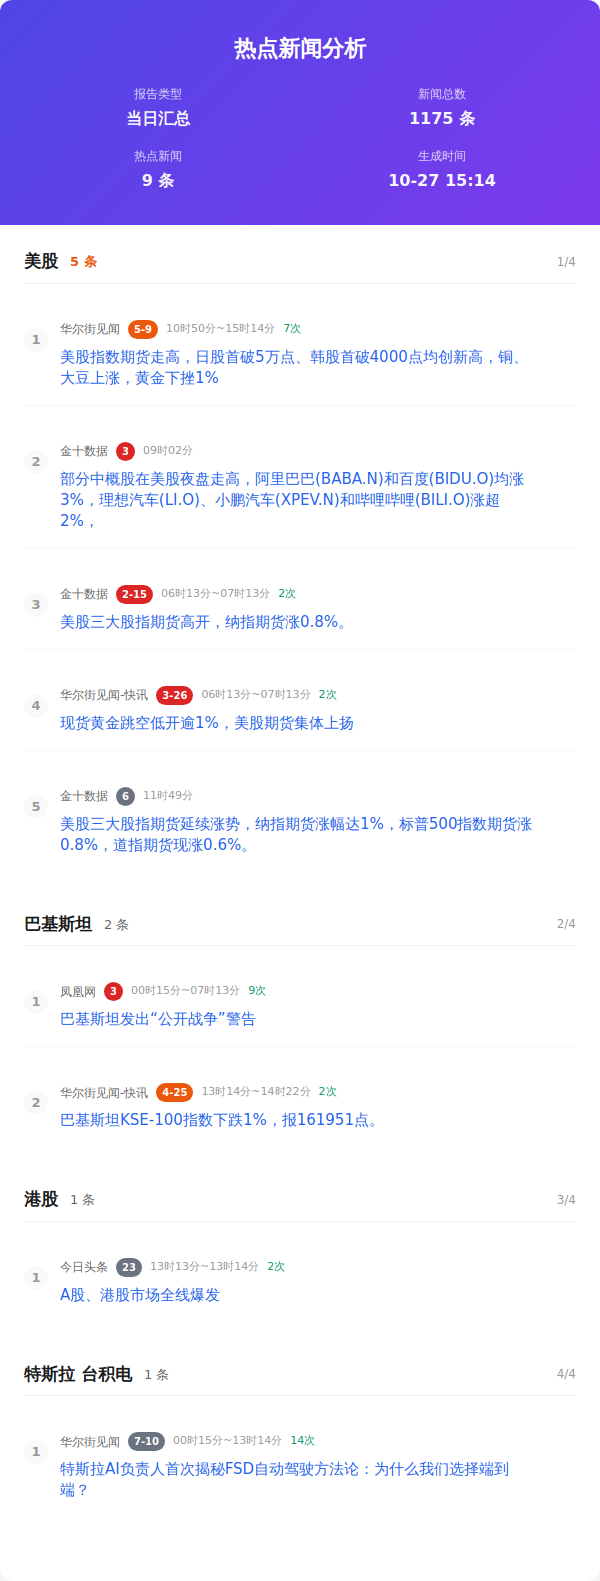 热点新闻分析
报告类型
当日汇总
新闻总数
1175 条
热点新闻
9 条
生成时间
10-27 15:14
美股 5 条 1/4
1
华尔街见闻 5-9 10时50分~15时14分 7次
美股指数期货走高，日股首破5万点、韩股首破4000点均创新高，铜、
大豆上涨，黄金下挫1%
2
金十数据 3 09时02分
部分中概股在美股夜盘走高，阿里巴巴(BABA.N)和百度(BIDU.O)均涨
3%，理想汽车(LI.O)、小鹏汽车(XPEV.N)和哔哩哔哩(BILI.O)涨超
2%，
3
金十数据 2-15 06时13分~07时13分 2次
美股三大股指期货高开，纳指期货涨0.8%。
4
华尔街见闻-快讯 3-26 06时13分~07时13分 2次
现货黄金跳空低开逾1%，美股期货集体上扬
5
金十数据 6 11时49分
美股三大股指期货延续涨势，纳指期货涨幅达1%，标普500指数期货涨
0.8%，道指期货现涨0.6%。
巴基斯坦 2 条 2/4
1
凤凰网 3 00时15分~07时13分 9次
巴基斯坦发出“公开战争”警告
2
华尔街见闻-快讯 4-25 13时14分~14时22分 2次
巴基斯坦KSE-100指数下跌1%，报161951点。
港股 1 条 3/4
1
今日头条 23 13时13分~13时14分 2次
A股、港股市场全线爆发
特斯拉 台积电 1 条 4/4
1
华尔街见闻 7-10 00时15分~13时14分 14次
特斯拉AI负责人首次揭秘FSD自动驾驶方法论：为什么我们选择端到
端？